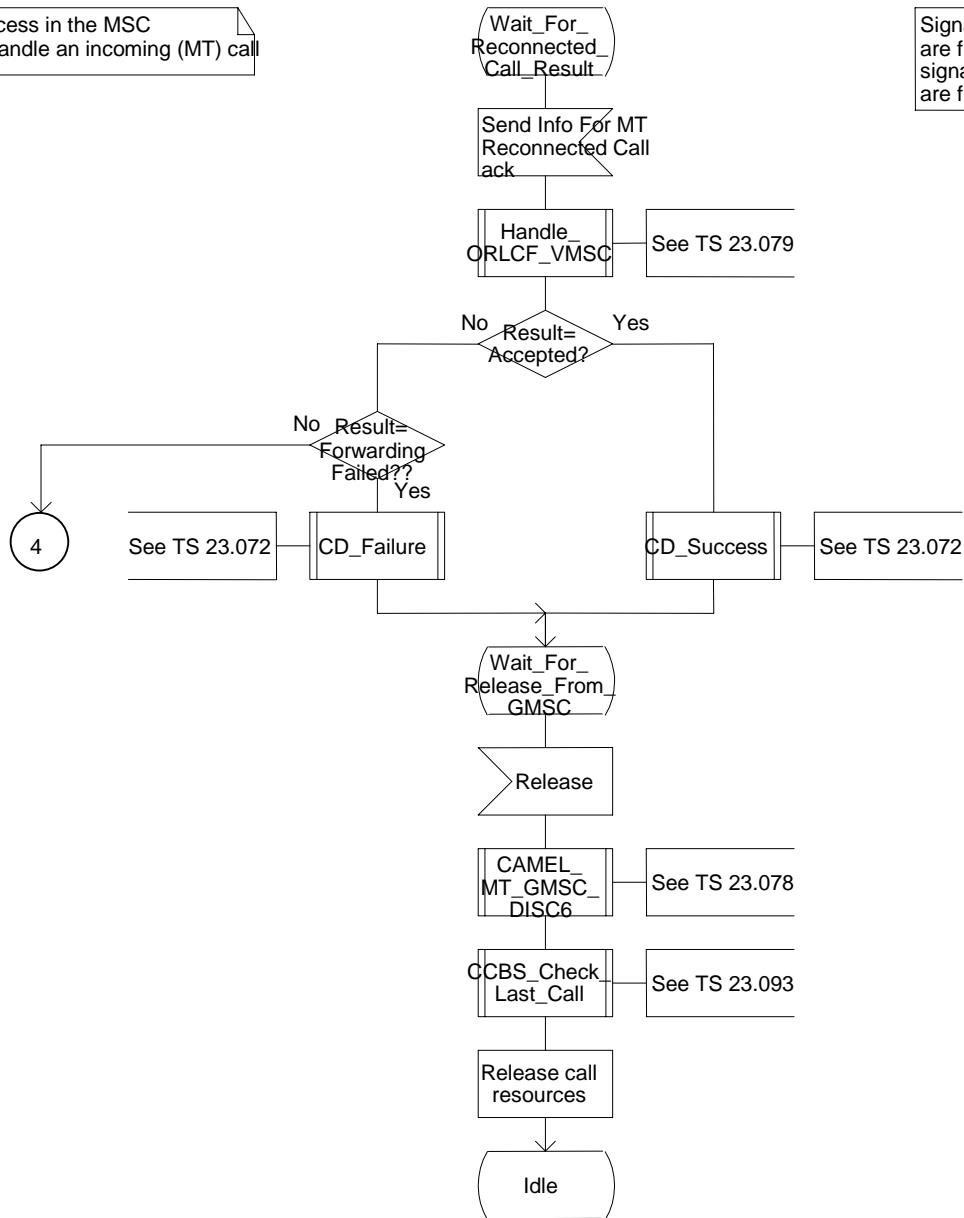 cess in the MSC
andle an incoming (MT) call
Wait_For_
Reconnected_
Call_Result
are f
are f
Send Info For MT
Reconnected Call
ack
Handle_
ORLCF_VMSC
See TS 23.079
No
Result=
Accepted?
Yes
No
Result=
Forwarding
Failed??
Yes
4
See TS 23.072
CD_Failure
CD_Success
See TS 23.072
Wait_For_
Release_From_
GMSC
Release
CAMEL_
MT_GMSC_
DISC6
See TS 23.078
CCBS_Check_
Last_Call
See TS 23.093
Release call
resources
Idle